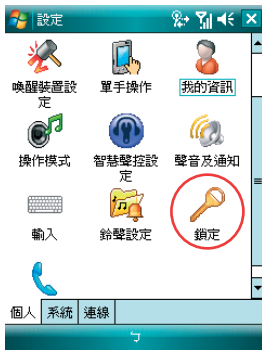 設定
喚醒裝置設定
單手操作
我的資訊
操作模式
智慧聲控設定
聲音及通知
輸入
鈴聲設定
鎖定
個人 系統 連線
ㄅ